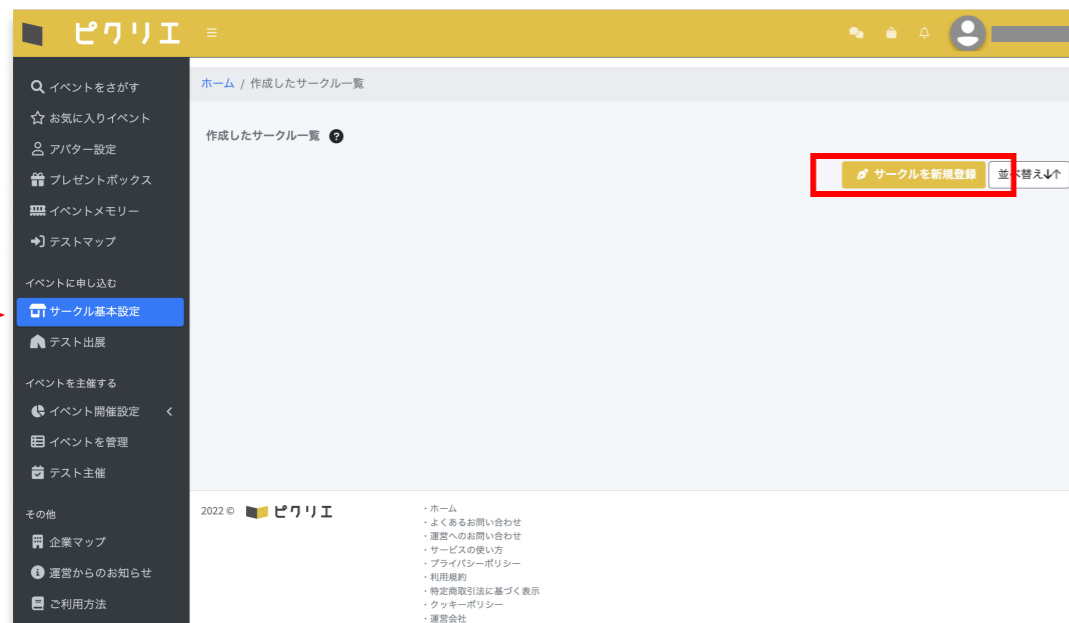 ピクリエ
イベントをさがす
お気に入りイベント
アバター設定
プレゼントボックス
イベントメモリー
テストマップ
イベントに申し込む
サークル基本設定
テスト出展
イベントを主催する
イベント開催設定
イベントを管理
テスト主催
その他
企業マップ
運営からのお知らせ
ご利用方法
ホーム / 作成したサークル一覧
作成したサークル一覧 ?
サークルを新規登録
並べ替え↓↑
2022 © ピクリエ
・ホーム
・よくあるお問い合わせ
・運営へのお問い合わせ
・サービスの使い方
・プライバシーポリシー
・利用規約
・特定商取引法に基づく表示
・クッキーポリシー
・運営会社